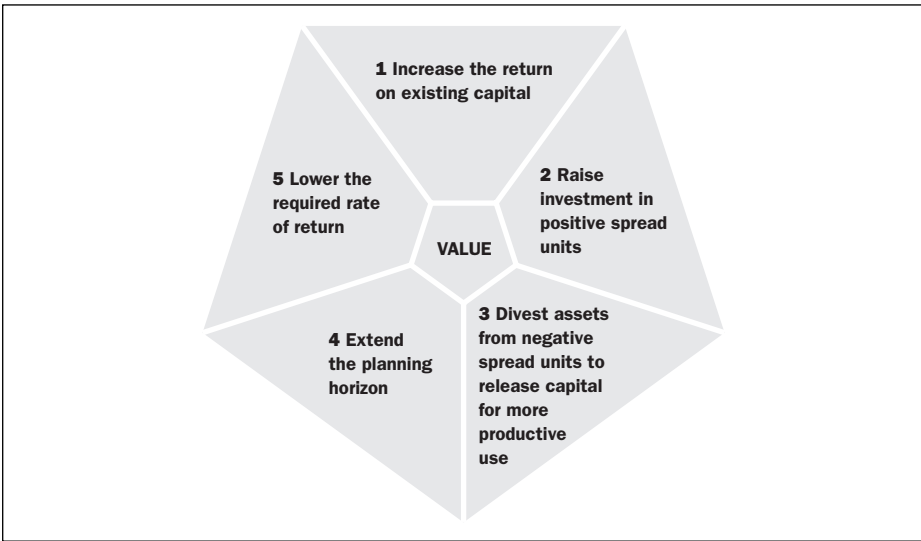 1 Increase the return
on existing capital
2 Raise
investment in
positive spread
units
3 Divest assets
from negative
spread units to
release capital
for more
productive
use
4 Extend
the planning
horizon
5 Lower the
required rate
of return
VALUE